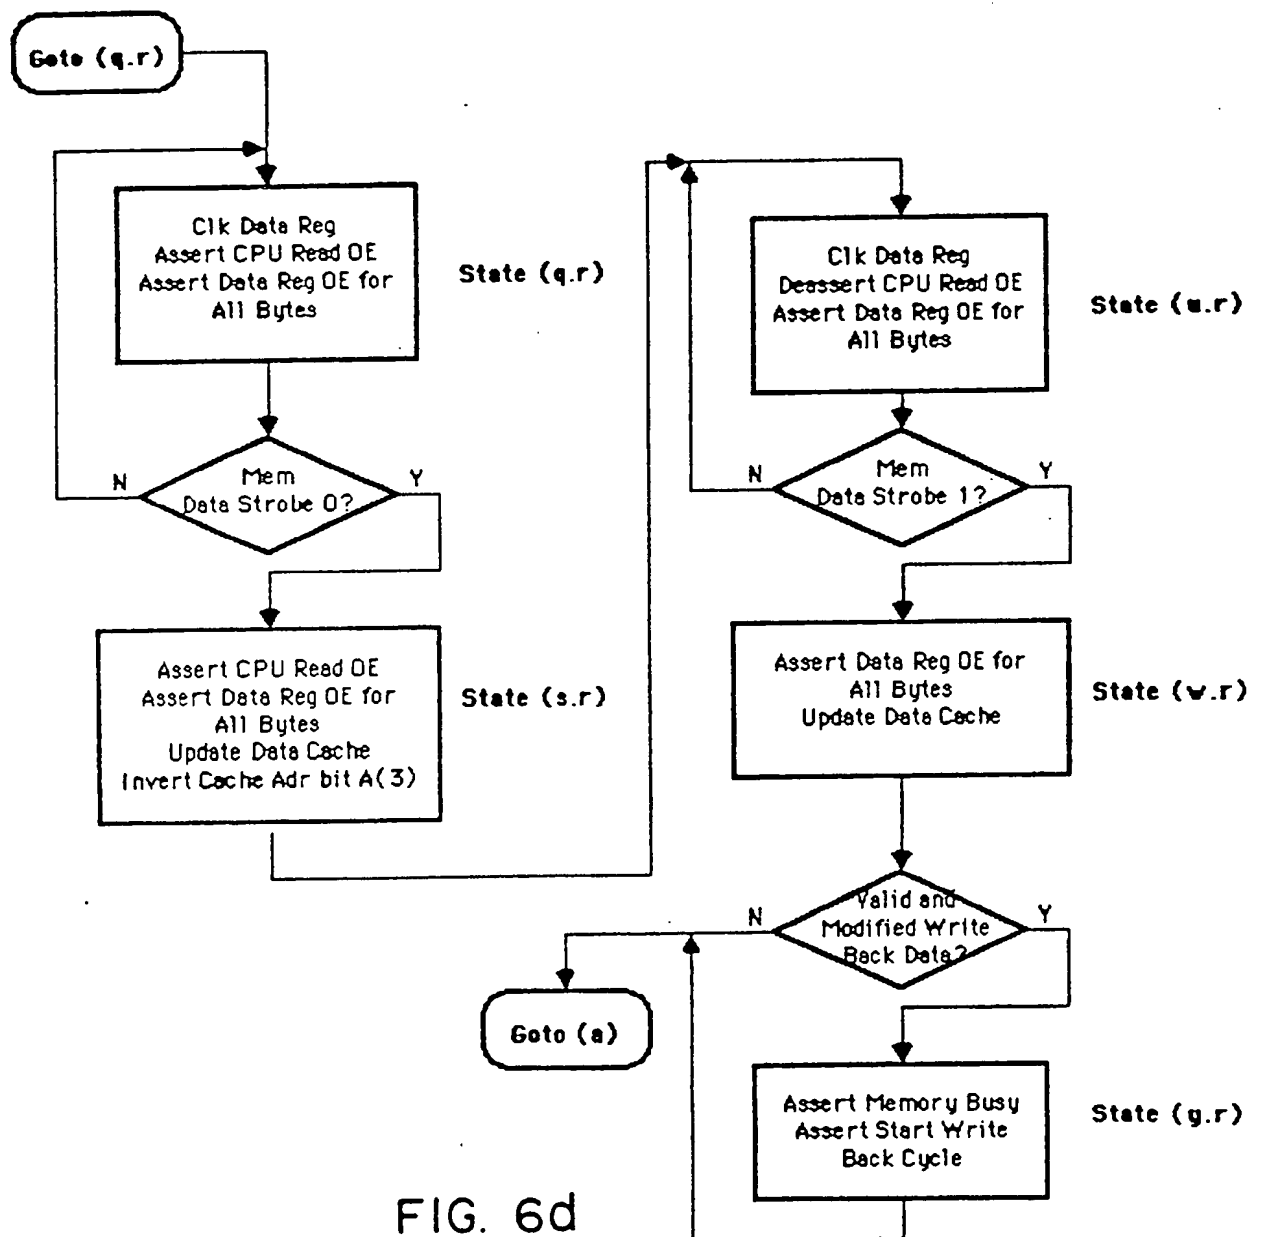 Goto (q.r)
Clk Data Reg
Assert CPU Read OE
Assert Data Reg OE for
All Bytes
State (q.r)
N
Mem
Data Strobe 0?
Y
Assert CPU Read OE
Assert Data Reg OE for
All Bytes
Update Data Cache
Invert Cache Adr bit A(3)
State (s.r)
Clk Data Reg
Deassert CPU Read OE
Assert Data Reg OE for
All Bytes
State (u.r)
N
Mem
Data Strobe 1?
Y
Assert Data Reg OE for
All Bytes
Update Data Cache
State (w.r)
N
Valid and
Modified Write
Back Data?
Y
Goto (a)
Assert Memory Busy
Assert Start Write
Back Cycle
State (y.r)
FIG. 6d